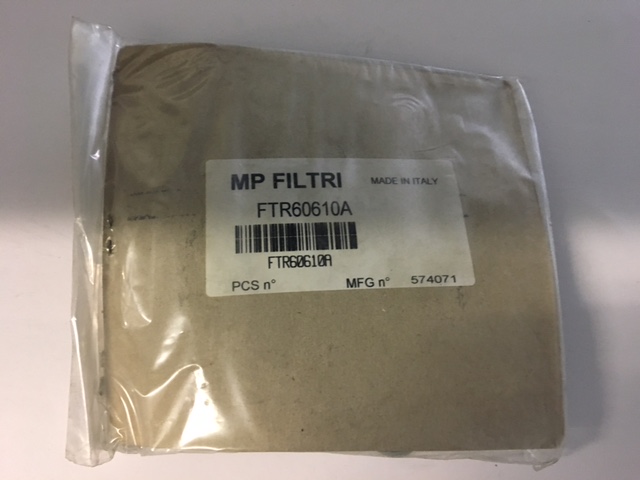 MP FILTRI MADE IN ITALY
FTR60610A
FTR60610A
PCS n° MFG n° 574071